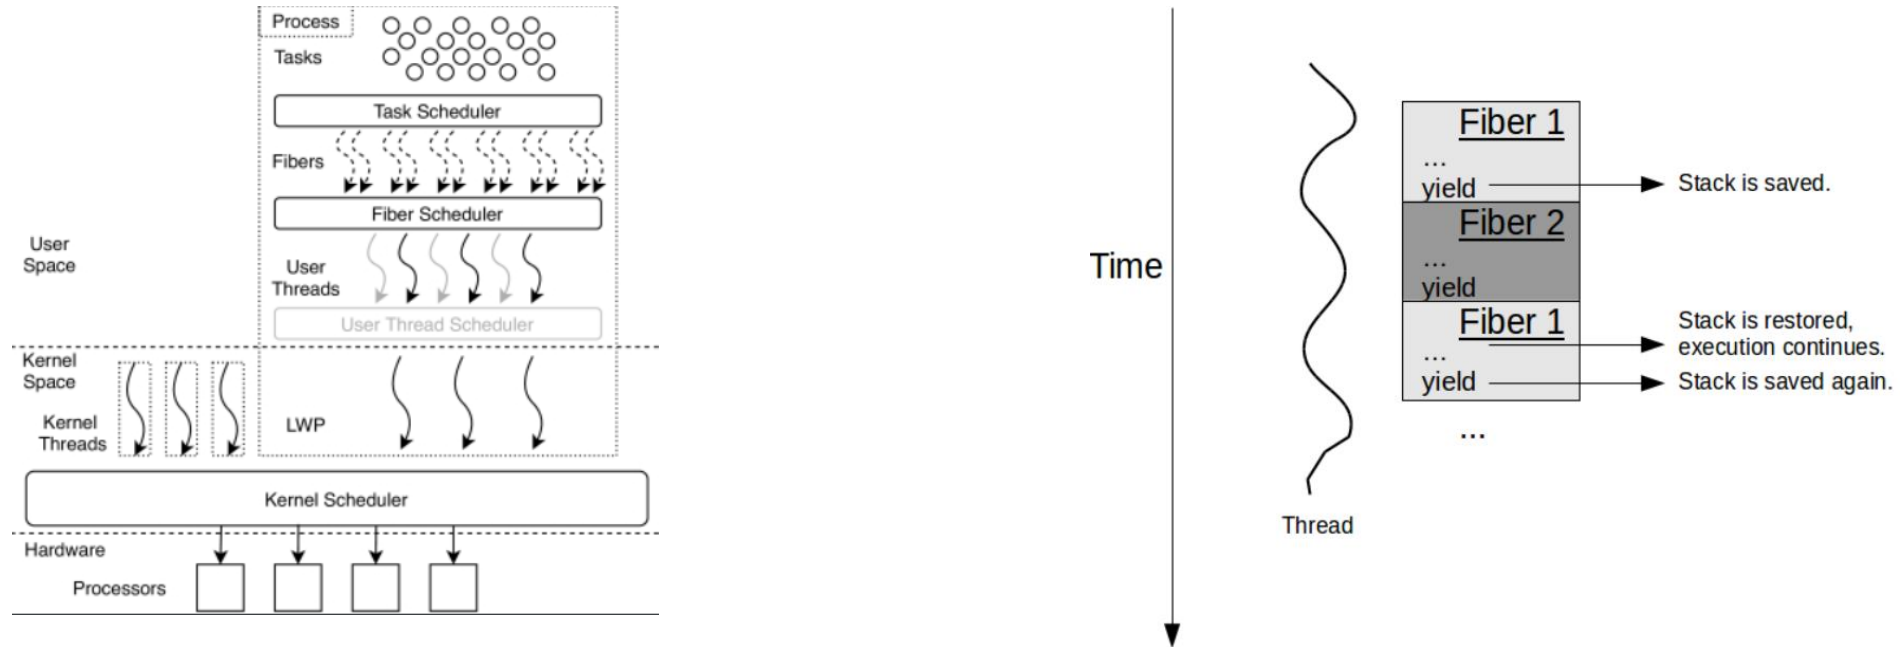 Process
Tasks
Task Scheduler
Fibers
Fiber Scheduler
User
Space
User
Threads
User Thread Scheduler
Kernel
Space
Kernel
Threads
LWP
Kernel Scheduler
Hardware
Processors
Time
Thread
Fiber 1
...
yield
Stack is saved.
Fiber 2
...
yield
Fiber 1
...
yield
Stack is restored,
execution continues.
Stack is saved again.
...